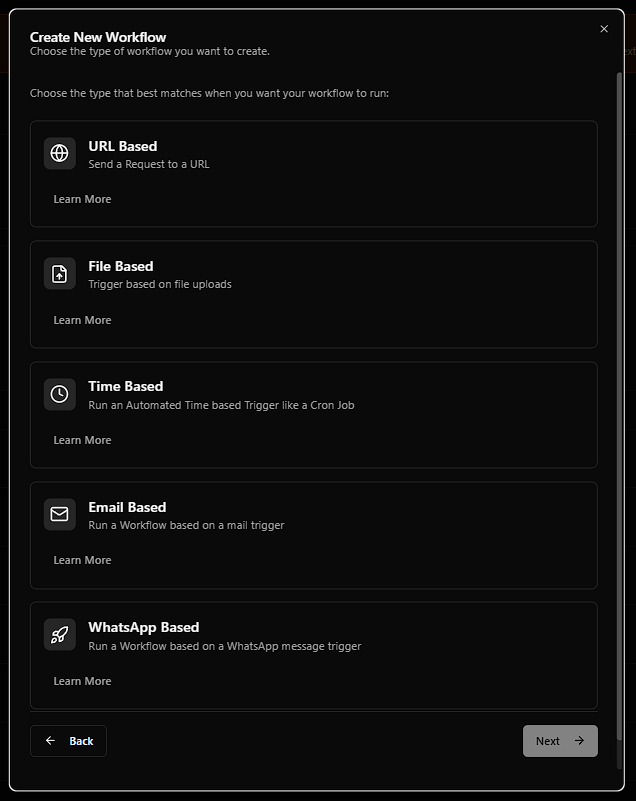 Create New Workflow
Choose the type of workflow you want to create.
Choose the type that best matches when you want your workflow to run:
URL Based
Send a Request to a URL
Learn More
File Based
Trigger based on file uploads
Learn More
Time Based
Run an Automated Time based Trigger like a Cron Job
Learn More
Email Based
Run a Workflow based on a mail trigger
Learn More
WhatsApp Based
Run a Workflow based on a WhatsApp message trigger
Learn More
Back
Next